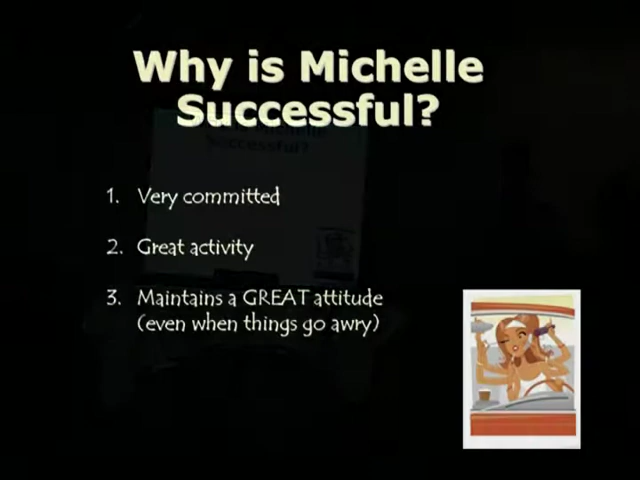 Why is Michelle
Successful?
1. Very committed
2. Great activity
3. Maintains a GREAT attitude
(even when things go awry)
Successful?